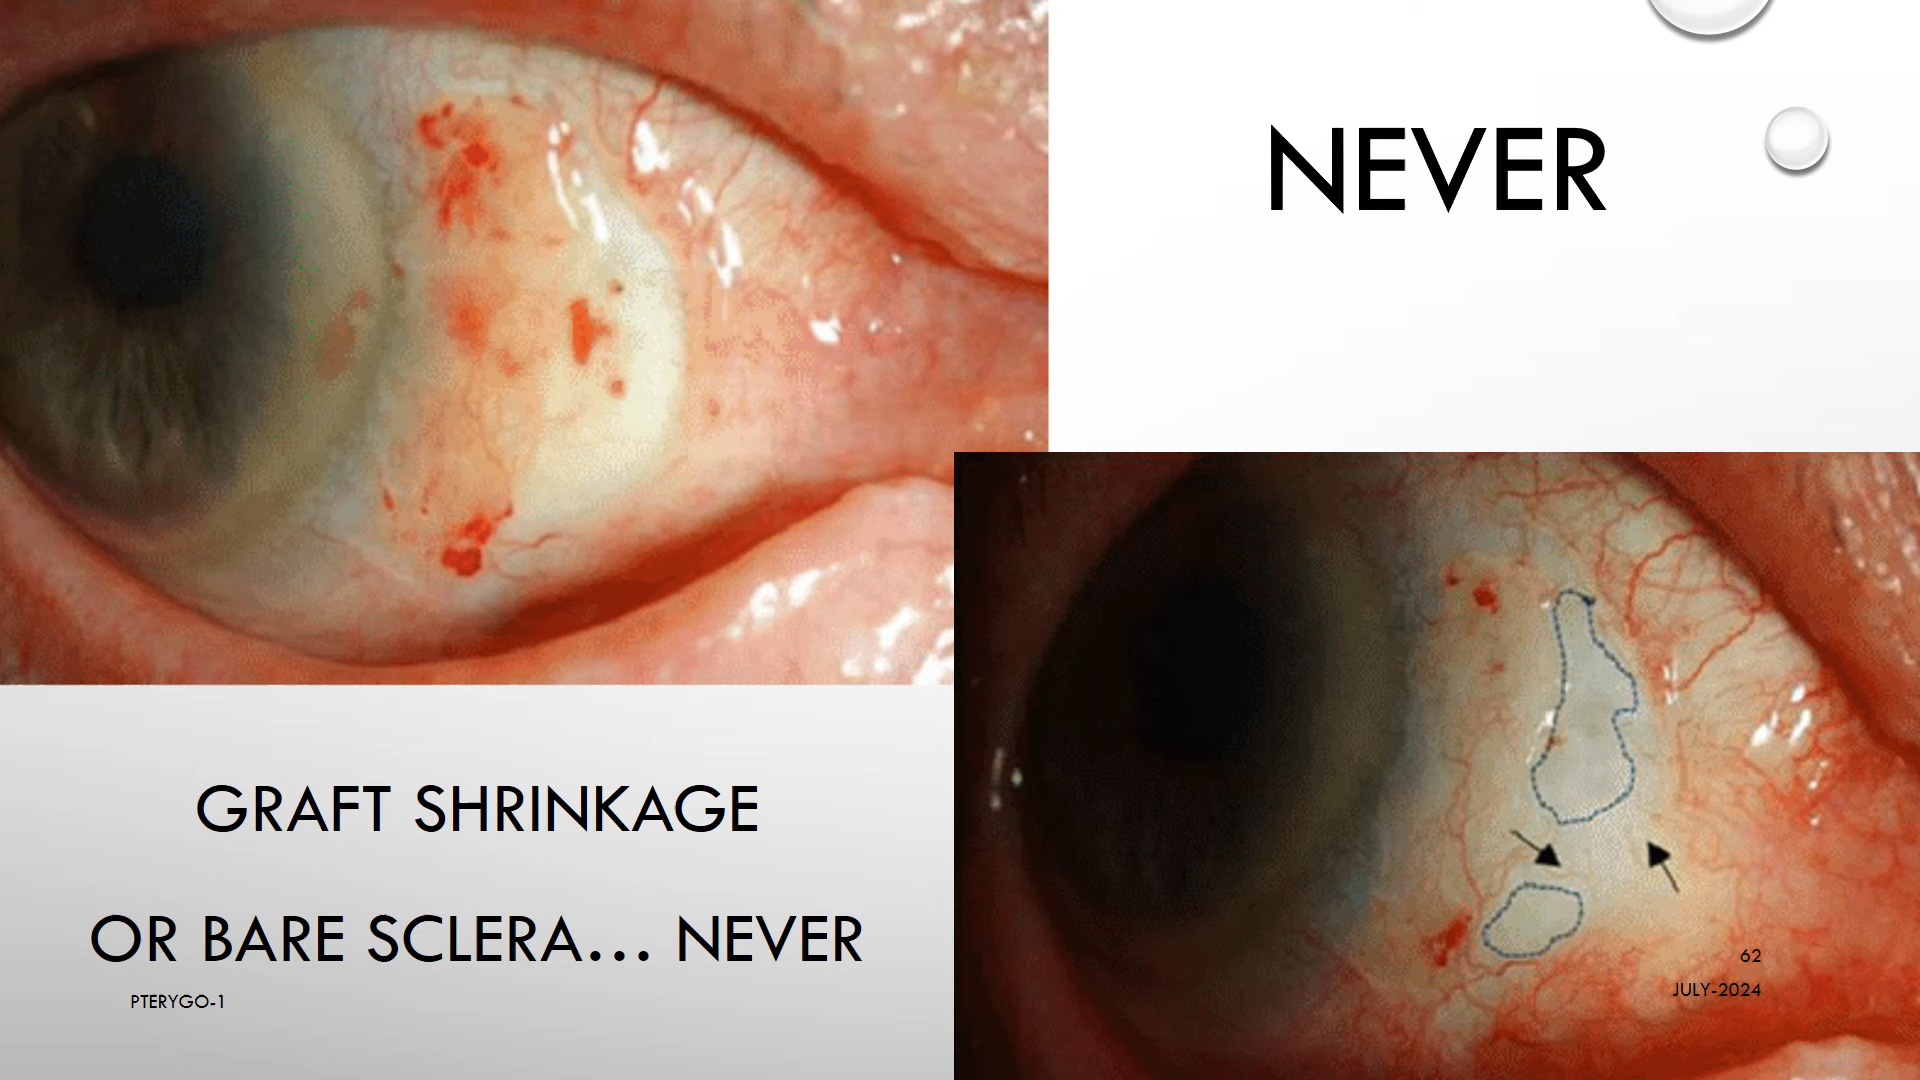 NEVER
GRAFT SHRINKAGE
OR BARE SCLERA... NEVER
PTERYGO-1
62
JULY-2024